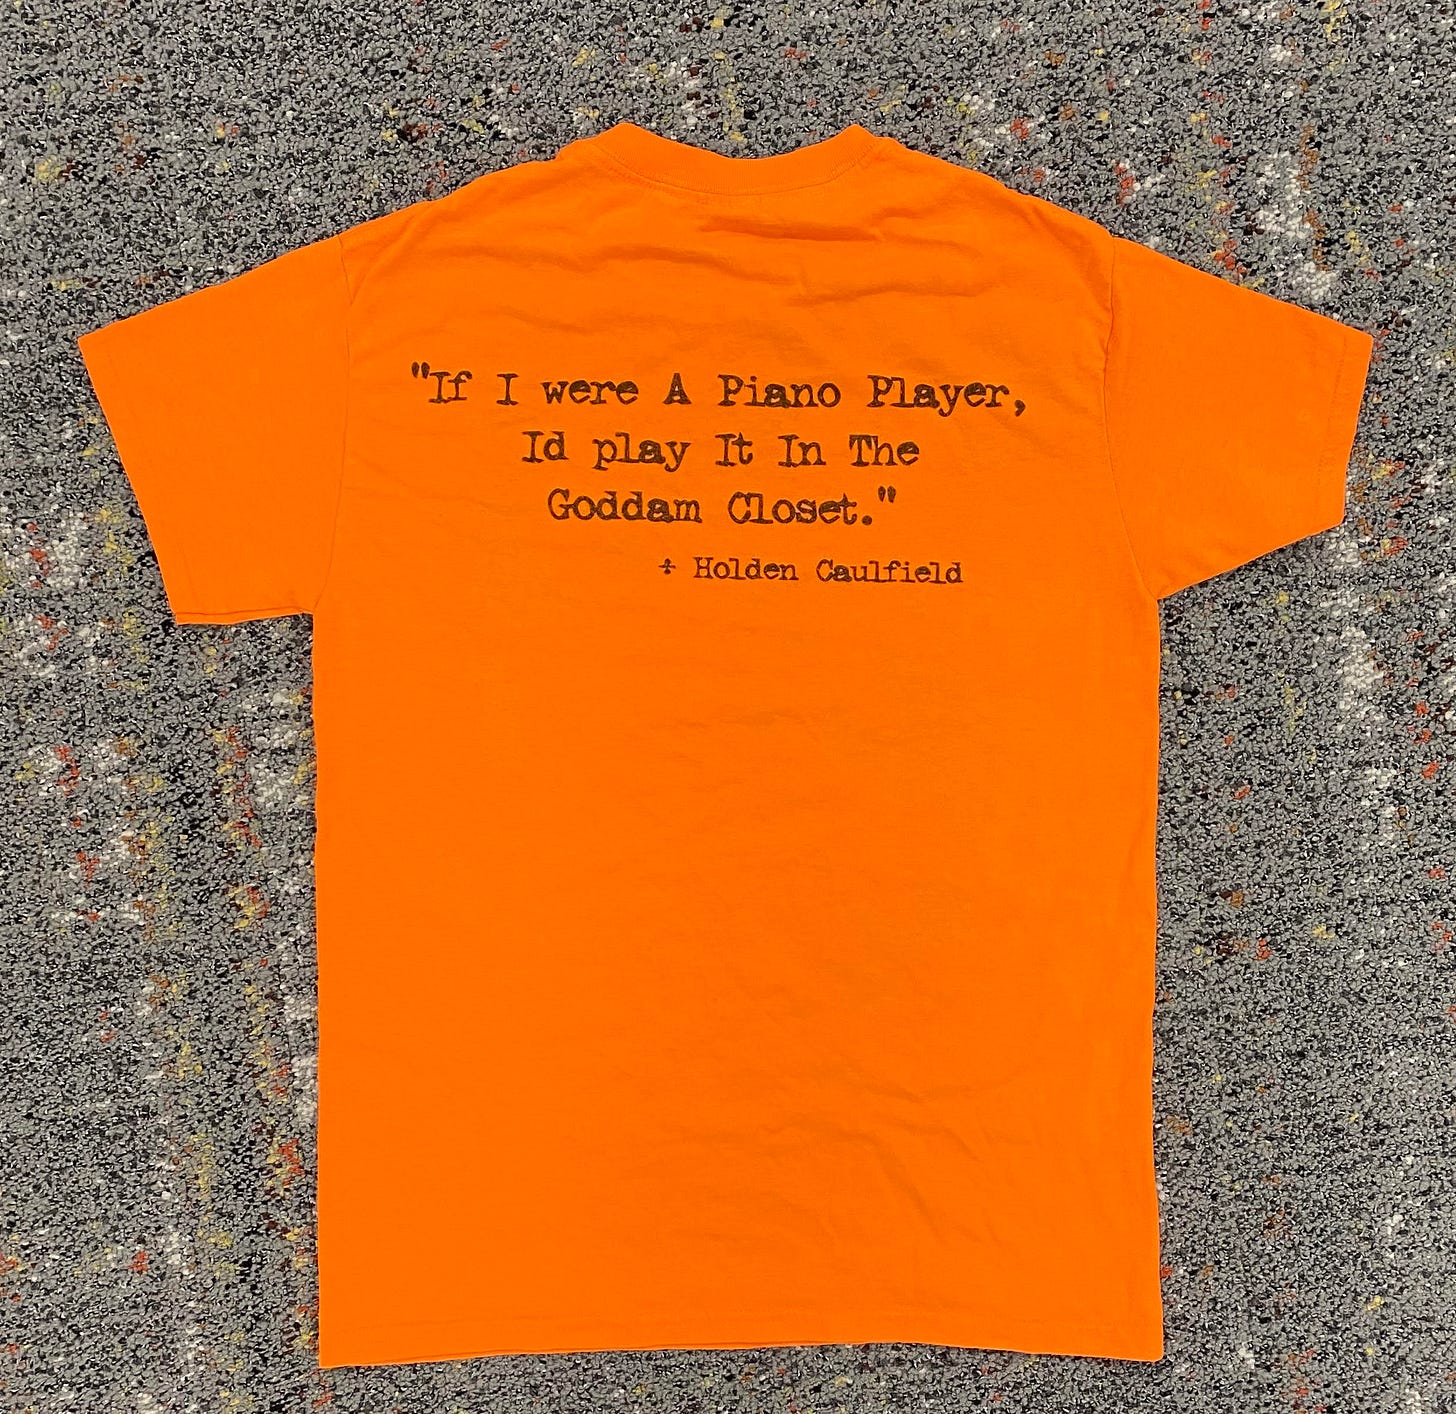 "If I were A Piano Player,
Id play It In The
Goddam Closet."
÷ Holden Caulfield